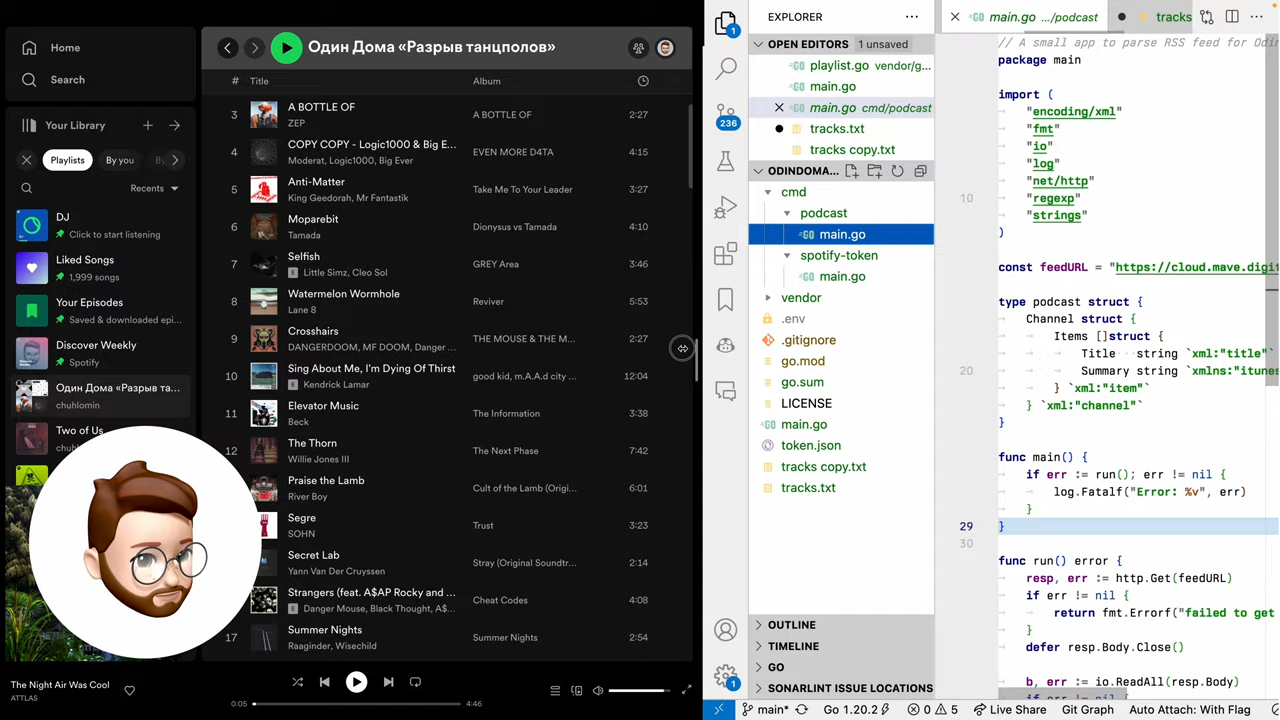 Home
Search
Your Library
Playlists
By you
By
Recents
DJ
Click to start listening
Liked Songs
1,999 songs
Your Episodes
Saved & downloaded epi...
Discover Weekly
Spotify
Один Дома «Разрыв та...
chuhlomin
Two of Us
The Night Air Was Cool
ATTLAS
Один Дома «Разрыв танцполов»
# Title Album
3 A BOTTLE OF A BOTTLE OF 2:27
ZEP
4 COPY COPY - Logic1000 & Big E... EVEN MORE D4TA 4:15
Moderat, Logic1000, Big Ever
5 Anti-Matter Take Me To Your Leader 3:27
King Geedorah, Mr Fantastik
6 Moparebit Dionysus vs Tamada 4:10
Tamada
7 Selfish GREY Area 3:46
E Little Simz, Cleo Sol
8 Watermelon Wormhole Reviver 5:53
Lane 8
9 Crosshairs THE MOUSE & THE M... 2:27
DANGERDOOM, MF DOOM, Danger ...
10 Sing About Me, I'm Dying Of Thirst good kid, m.A.A.d city ... 12:04
E Kendrick Lamar
11 Elevator Music The Information 3:38
Beck
12 The Thorn The Next Phase 7:42
Willie Jones III
Praise the Lamb Cult of the Lamb (Origi... 6:01
River Boy
Segre Trust 3:23
SOHN
Secret Lab Stray (Original Soundtr... 2:14
Yann Van Der Cruyssen
Strangers (feat. A$AP Rocky and ... Cheat Codes 4:08
E Danger Mouse, Black Thought, A$...
17 Summer Nights Summer Nights 2:54
Raaginder, Wisechild
0:05 4:46
1
236
1
EXPLORER ...
OPEN EDITORS 1 unsaved
playlist.go vendor/g...
main.go
main.go cmd/podcast
tracks.txt
tracks copy.txt
ODINDOMA...
cmd
podcast
main.go
spotify-token
main.go
vendor
.env
.gitignore
go.mod
go.sum
LICENSE
main.go
token.json
tracks copy.txt
tracks.txt
OUTLINE
TIMELINE
GO
SONARLINT ISSUE LOCATIONS
main.go .../podcast
tracks
// A small app to parse RSS feed for Odin
package main
import (
"encoding/xml"
"fmt"
"io"
"log"
"net/http"
10 "regexp"
"strings"
)
const feedURL = "https://cloud.mave.digit
type podcast struct {
Channel struct {
Items []struct {
Title string `xml:"title"
20 Summary string `xmlns:"itune
} `xml:"item"`
} `xml:"channel"`
}
func main() {
if err := run(); err != nil {
log.Fatalf("Error: %v", err)
}
29 }
30
func run() error {
resp, err := http.Get(feedURL)
if err != nil {
return fmt.Errorf("failed to get
}
defer resp.Body.Close()
b, err := io.ReadAll(resp.Body)
if err != nil {
main* Go 1.20.2 0 5 Live Share Git Graph Auto Attach: With Flag